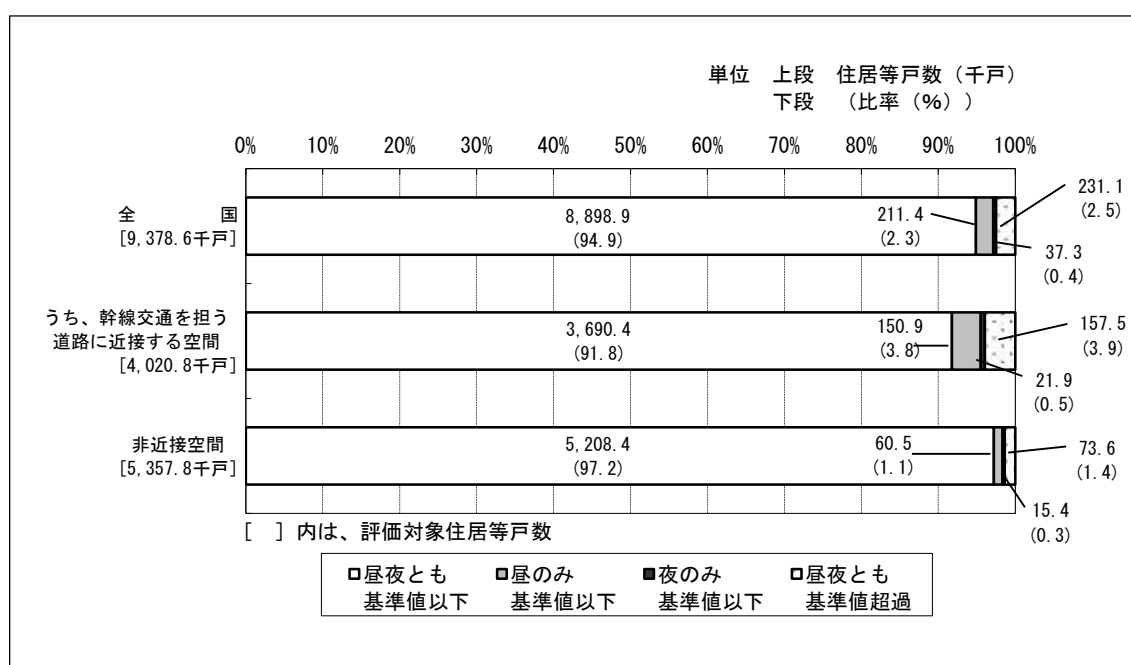 単位 上段 住居等戸数（千戸）
下段 （比率（%））
0% 10% 20% 30% 40% 50% 60% 70% 80% 90% 100%
全 国
[9,378.6千戸]
8,898.9
(94.9)
211.4
(2.3)
231.1
(2.5)
37.3
(0.4)
うち、幹線交通を担う
道路に近接する空間
[4,020.8千戸]
3,690.4
(91.8)
150.9
(3.8)
157.5
(3.9)
21.9
(0.5)
非近接空間
[5,357.8千戸]
5,208.4
(97.2)
60.5
(1.1)
73.6
(1.4)
15.4
(0.3)
[ ] 内は、評価対象住居等戸数
昼夜とも
基準値以下
昼のみ
基準値以下
夜のみ
基準値以下
昼夜とも
基準値超過